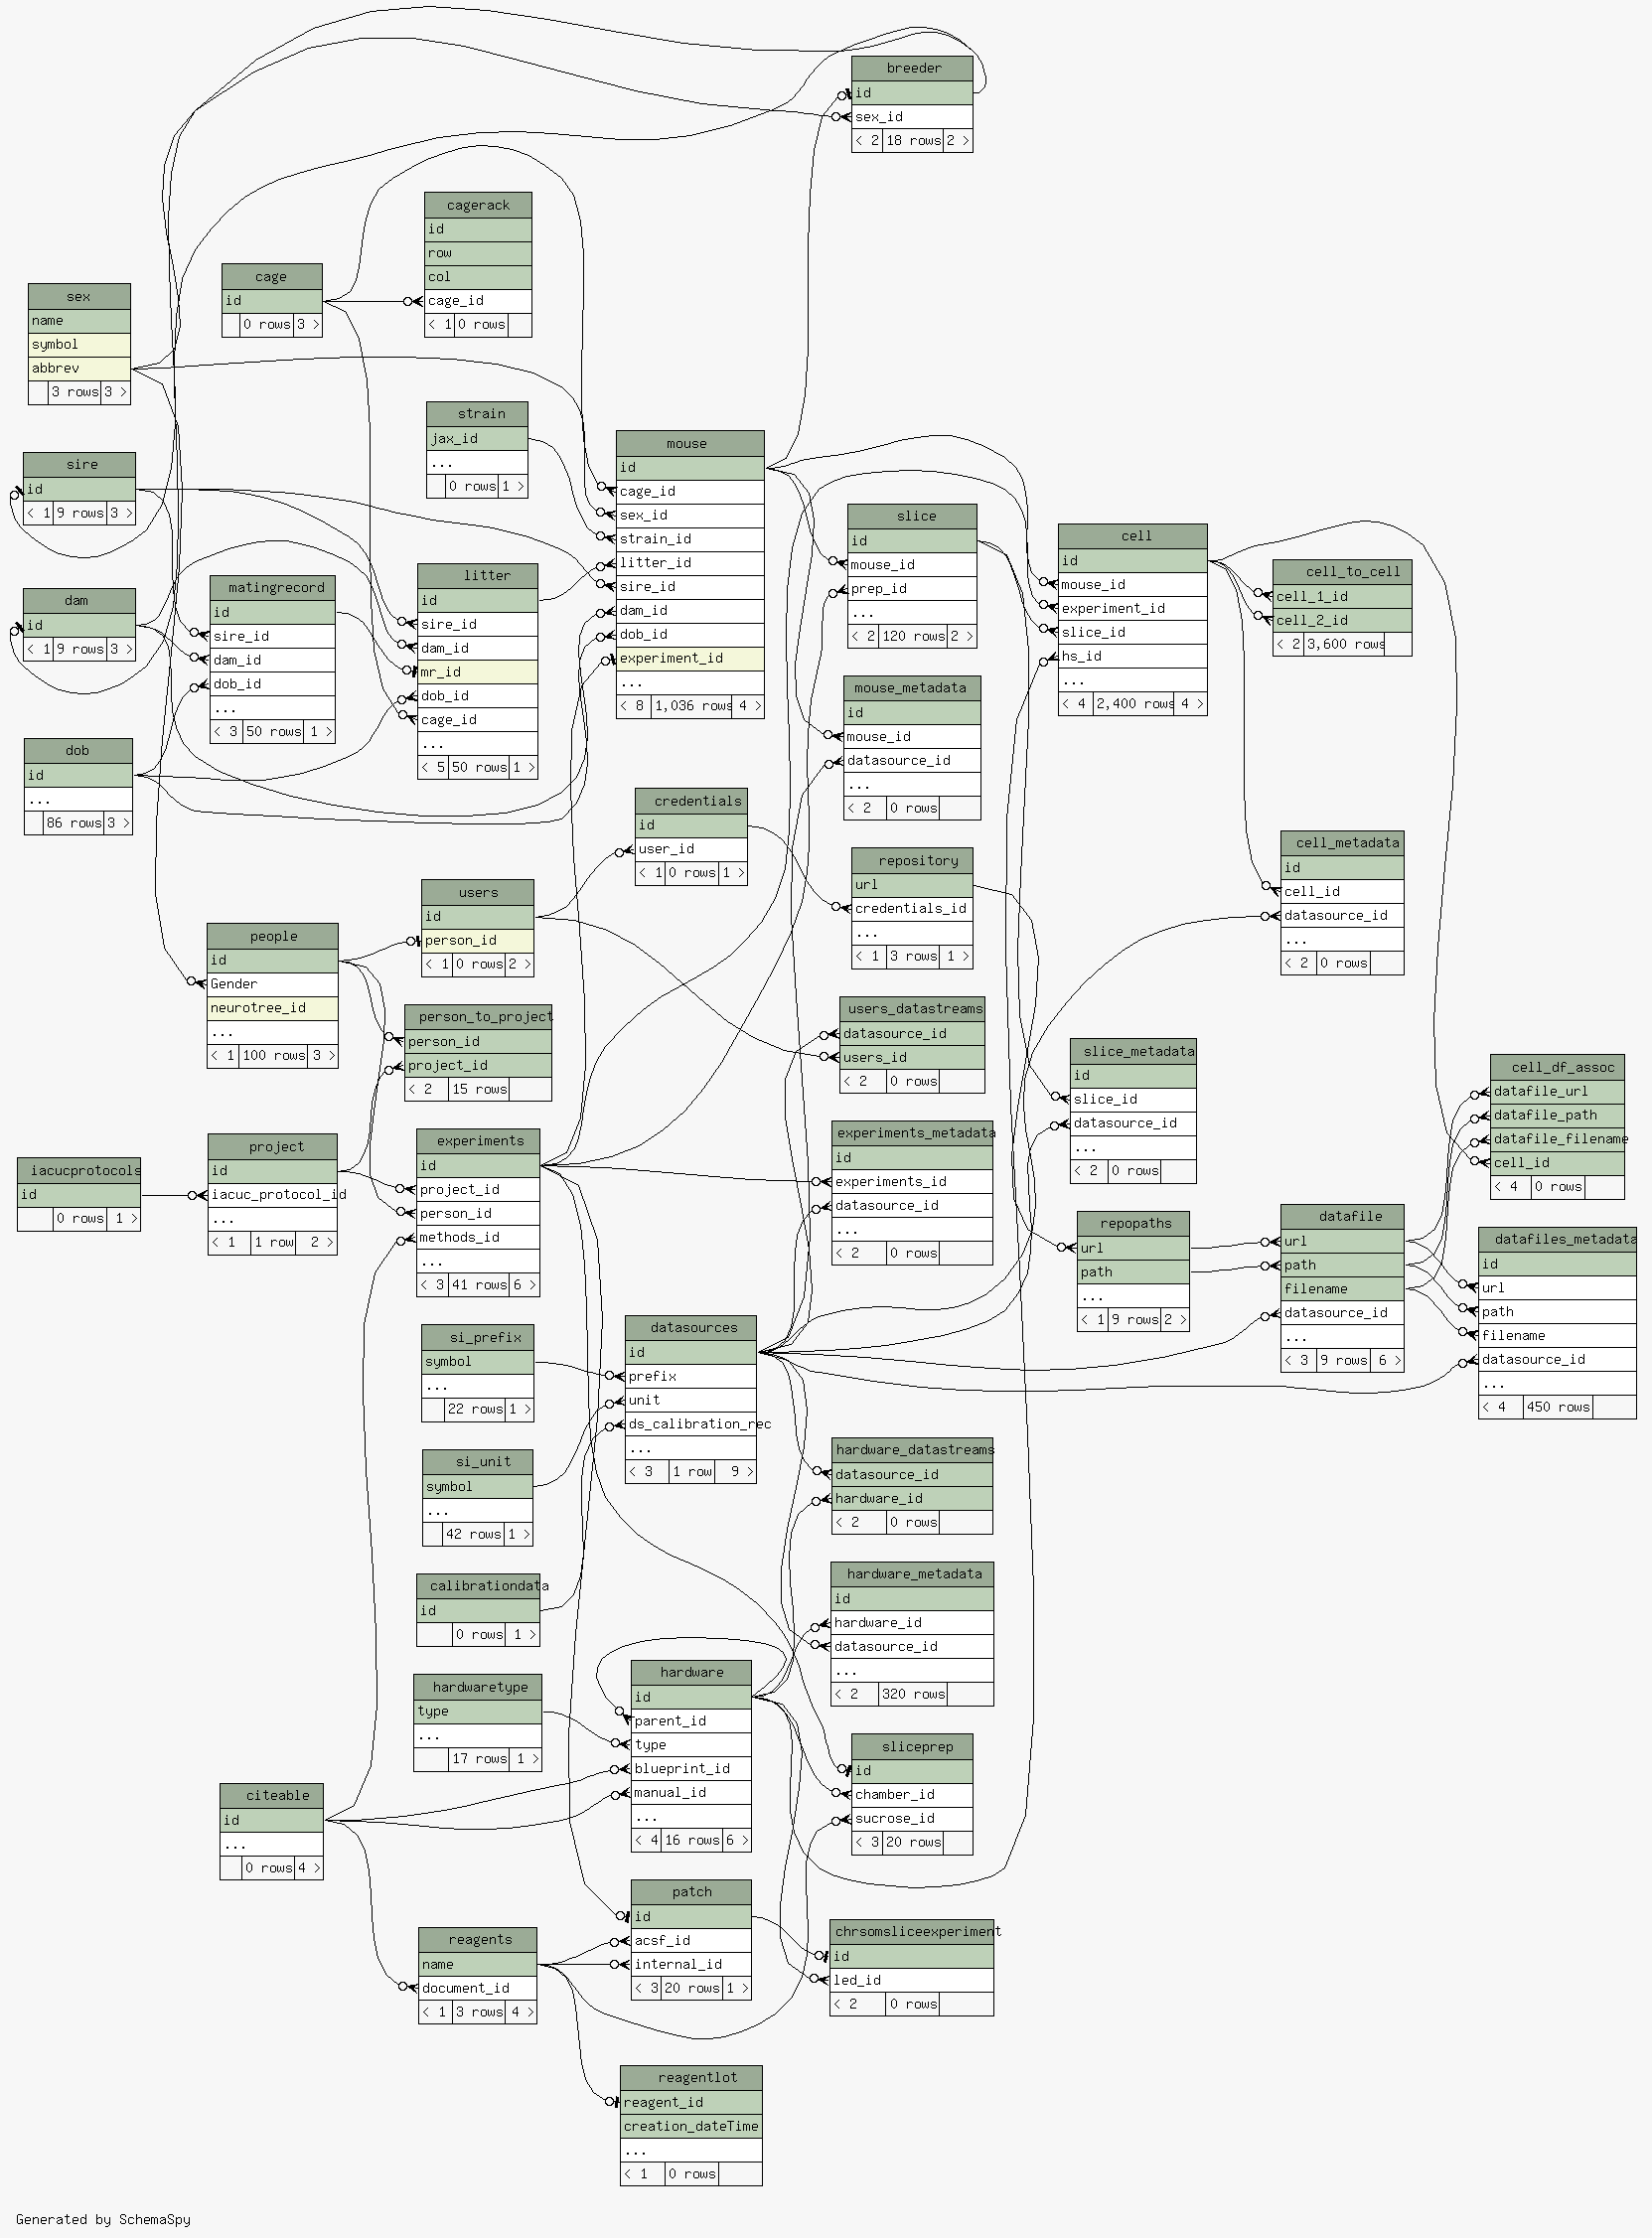 breeder
id
sex_id
< 2 18 rows 2 >
cagerack
id
row
col
cage_id
< 1 0 rows
cage
id
0 rows 3 >
sex
name
symbol
abbrev
3 rows 3 >
strain
jax_id
...
0 rows 1 >
mouse
id
cage_id
sex_id
strain_id
litter_id
sire_id
dam_id
dob_id
experiment_id
...
< 8 1,036 rows 4 >
sire
id
< 1 9 rows 3 >
slice
id
mouse_id
prep_id
...
< 2 120 rows 2 >
cell
id
mouse_id
experiment_id
slice_id
hs_id
...
< 4 2,400 rows 4 >
cell_to_cell
cell_1_id
cell_2_id
< 2 3,600 rows
litter
id
sire_id
dam_id
mr_id
dob_id
cage_id
...
< 5 50 rows 1 >
matingrecord
id
sire_id
dam_id
dob_id
...
< 3 50 rows 1 >
dam
id
< 1 9 rows 3 >
mouse_metadata
id
mouse_id
datasource_id
...
< 2 0 rows
dob
id
...
86 rows 3 >
credentials
id
user_id
< 1 0 rows 1 >
cell_metadata
id
cell_id
datasource_id
...
< 2 0 rows
repository
url
credentials_id
...
< 1 3 rows 1 >
users
id
person_id
< 1 0 rows 2 >
people
id
Gender
neurotree_id
...
< 1 100 rows 3 >
users_datastreams
datasource_id
users_id
< 2 0 rows
person_to_project
person_id
project_id
< 2 15 rows
slice_metadata
id
slice_id
datasource_id
...
< 2 0 rows
cell_df_assoc
datafile_url
datafile_path
datafile_filename
cell_id
< 4 0 rows
experiments_metadata
id
experiments_id
datasource_id
...
< 2 0 rows
experiments
id
project_id
person_id
methods_id
...
< 3 41 rows 6 >
project
id
iacuc_protocol_id
...
< 1 1 row 2 >
iacucprotocols
id
0 rows 1 >
datafile
url
path
filename
datasource_id
...
< 3 9 rows 6 >
repopaths
url
path
...
< 1 9 rows 2 >
datafiles_metadata
id
url
path
filename
datasource_id
...
< 4 450 rows
datasources
id
prefix
unit
ds_calibration_rec
...
< 3 1 row 9 >
si_prefix
symbol
...
22 rows 1 >
hardware_datastreams
datasource_id
hardware_id
< 2 0 rows
si_unit
symbol
...
42 rows 1 >
hardware_metadata
id
hardware_id
datasource_id
...
< 2 320 rows
calibrationdata
id
0 rows 1 >
hardware
id
parent_id
type
blueprint_id
manual_id
...
< 4 16 rows 6 >
hardwaretype
type
...
17 rows 1 >
sliceprep
id
chamber_id
sucrose_id
< 3 20 rows
citeable
id
...
0 rows 4 >
patch
id
acsf_id
internal_id
< 3 20 rows 1 >
chrsomsliceexperiment
id
led_id
< 2 0 rows
reagents
name
document_id
< 1 3 rows 4 >
reagentlot
reagent_id
creation_dateTime
...
< 1 0 rows
Generated by SchemaSpy